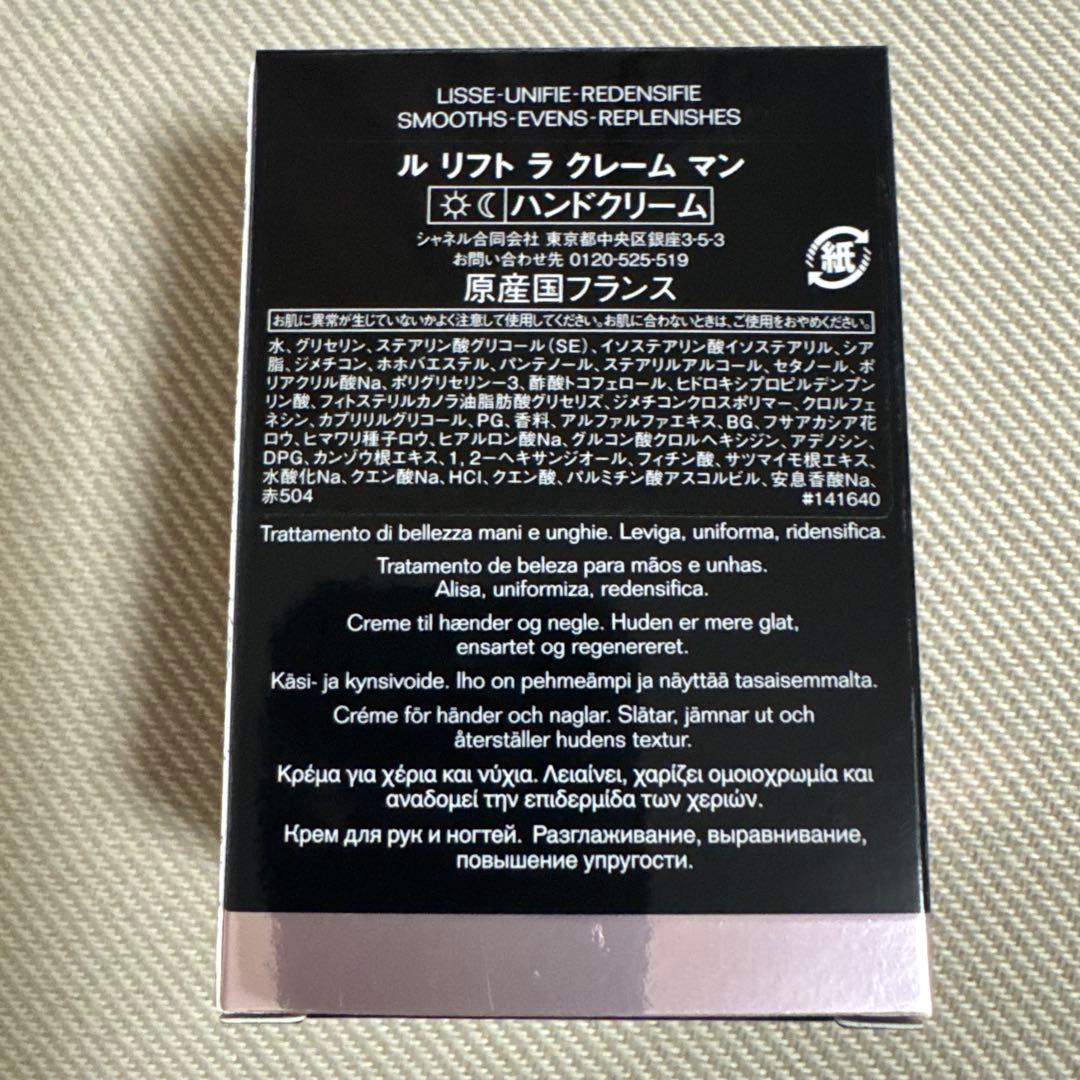 LISSE-UNIFIE-REDENSIFIE
SMOOTHS-EVENS-REPLENISHES
ル リフト ラ クレーム マン
ハンドクリーム
シャネル合同会社 東京都中央区銀座3-5-3
お問い合わせ先 0120-525-519
紙
原産国フランス
お肌に異常が生じていないかよく注意して使用してください。お肌に合わないときは、ご使用をおやめください。
水、グリセリン、ステアリン酸グリコール(SE)、イソステアリン酸イソステアリル、シア
脂、ジメチコン、ホホバエステル、パンテノール、ステアリルアルコール、セタノール、ポ
リアクリル酸Na、ポリグリセリン-3、酢酸トコフェロール、ヒドロキシプロピルデンプン
リン酸、フィトステリルカノラ油脂肪酸グリセリズ、ジメチコンクロスポリマー、クロルフェ
ネシン、カプリリルグリコール、PG、香料、アルファルファエキス、BG、フサアカシア花
ロウ、ヒマワリ種子ロウ、ヒアルロン酸Na、グルコン酸クロルヘキシジン、アデノシン、
DPG、カンゾウ根エキス、1, 2-ヘキサンジオール、フィチン酸、サツマイモ根エキス、
水酸化Na、クエン酸Na、HCl、クエン酸、パルミチン酸アスコルビル、安息香酸Na、
赤504 #141640
Trattamento di bellezza mani e unghie. Leviga, uniforma, ridensifica.
Tratamento de beleza para mãos e unhas.
Alisa, uniformiza, redensifica.
Creme til hænder og negle. Huden er mere glat,
ensartet og regenereret.
Käsi- ja kynsivoide. Iho on pehmeämpi ja näyttää tasaisemmalta.
Créme för händer och naglar. Slätar, jämnar ut och
återställer hudens textur.
Κρέμα για χέρια και νύχια. Λειαίνει, χαρίζει ομοιοχρωμία και
αναδομεί την επιδερμίδα των χεριών.
Крем для рук и ногтей. Разглаживание, выравнивание,
повышение упругости.